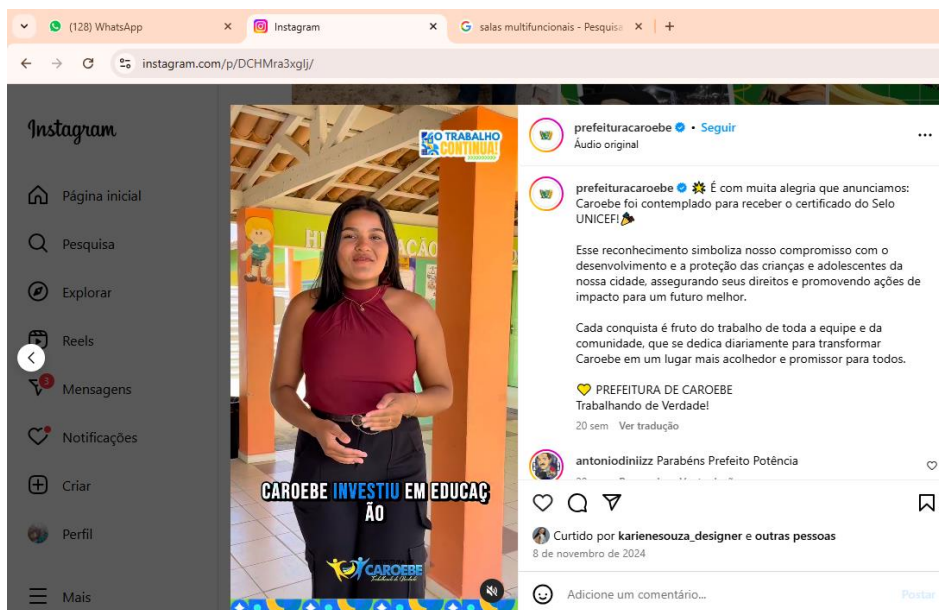 (128) WhatsApp
Instagram
salas multifuncionais - Pesquisa
instagram.com/p/DCHMra3xglj/
Instagram
Página inicial
Pesquisa
Explorar
Reels
3
Mensagens
Notificações
Criar
Perfil
Mais
O TRABALHO
CONTINUA!
CAROEBE INVESTIU EM EDUCAÇ
ÃO
CAROEBE
Trabalhando de Verdade
prefeituracaroebe • Seguir
Áudio original
prefeituracaroebe 💥 É com muita alegria que anunciamos:
Caroebe foi contemplado para receber o certificado do Selo
UNICEF!🎉
Esse reconhecimento simboliza nosso compromisso com o
desenvolvimento e a proteção das crianças e adolescentes da
nossa cidade, assegurando seus direitos e promovendo ações de
impacto para um futuro melhor.
Cada conquista é fruto do trabalho de toda a equipe e da
comunidade, que se dedica diariamente para transformar
Caroebe em um lugar mais acolhedor e promissor para todos.
💛 PREFEITURA DE CAROEBE
Trabalhando de Verdade!
20 sem Ver tradução
antoniodiniizz Parabéns Prefeito Potência
Curtido por karienesouza_designer e outras pessoas
8 de novembro de 2024
Adicione um comentário...
Postar